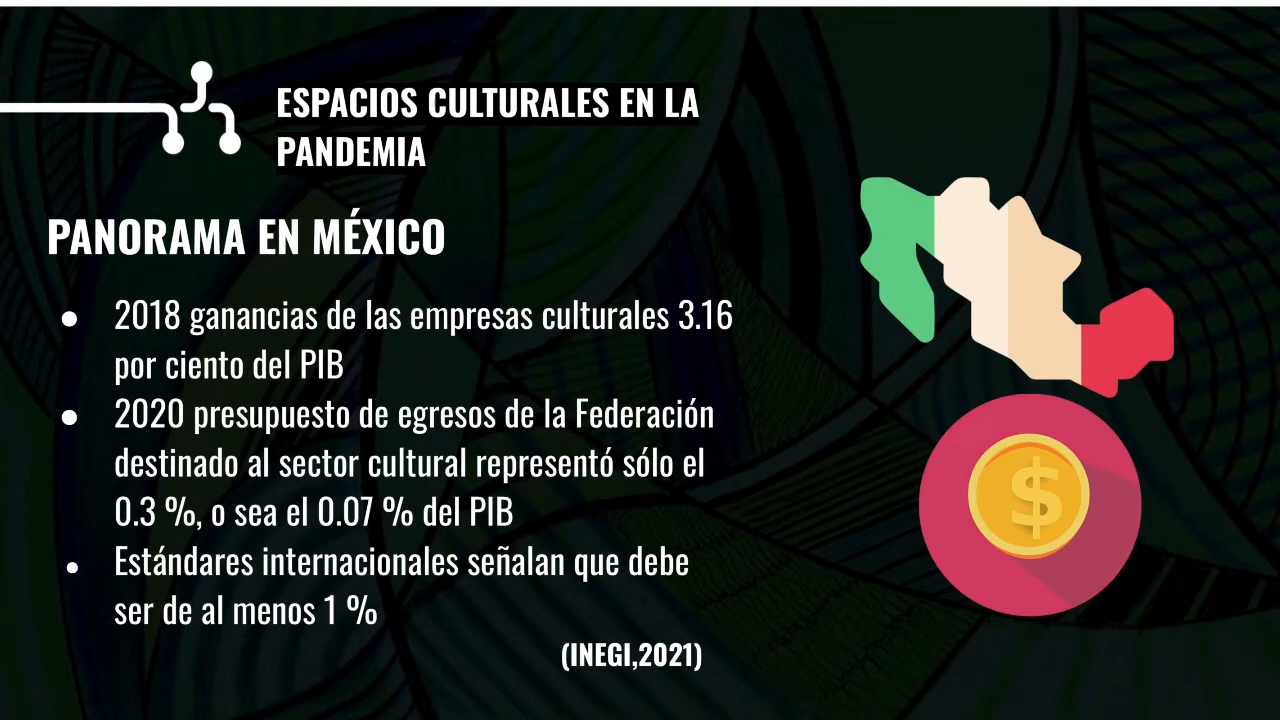 ESPACIOS CULTURALES EN LA
PANDEMIA
PANORAMA EN MÉXICO
● 2018 ganancias de las empresas culturales 3.16
por ciento del PIB
● 2020 presupuesto de egresos de la Federación
destinado al sector cultural representó sólo el
0.3 %, o sea el 0.07 % del PIB
● Estándares internacionales señalan que debe
ser de al menos 1 %
(INEGI,2021)
$